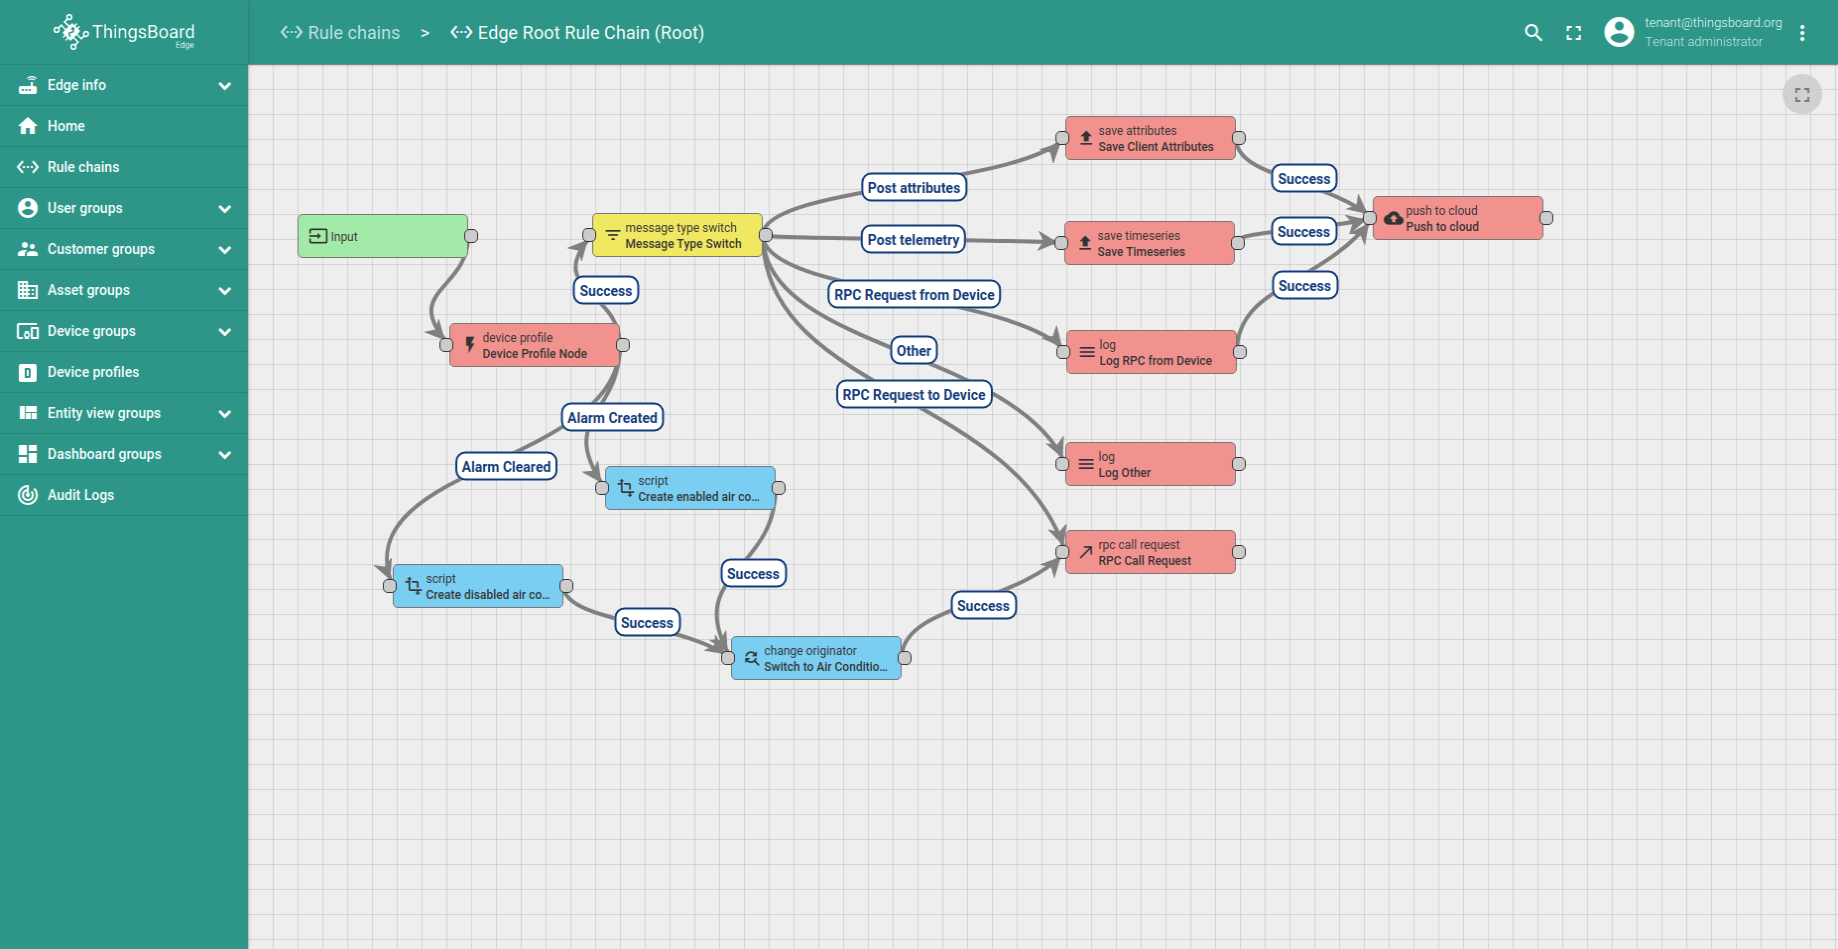 ThingsBoard
Edge
Rule chains > Edge Root Rule Chain (Root)
tenant@thingsboard.org
Tenant administrator
Edge info
Home
Rule chains
User groups
Customer groups
Asset groups
Device groups
Device profiles
Entity view groups
Dashboard groups
Audit Logs
Input
message type switch
Message Type Switch
Success
device profile
Device Profile Node
Alarm Created
Alarm Cleared
script
Create enabled air co...
script
Create disabled air co...
Success
Success
change originator
Switch to Air Conditio...
Success
Post attributes
Post telemetry
RPC Request from Device
Other
RPC Request to Device
save attributes
Save Client Attributes
save timeseries
Save Timeseries
log
Log RPC from Device
log
Log Other
rpc call request
RPC Call Request
Success
Success
Success
push to cloud
Push to cloud